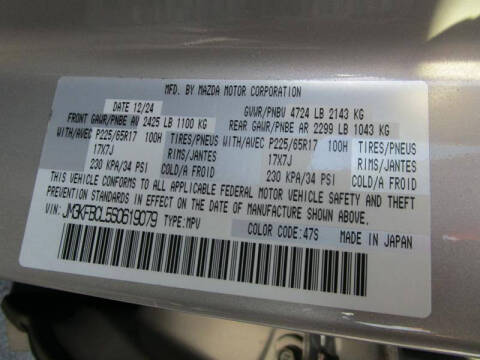 MFD. BY MAZDA MOTOR CORPORATION
DATE 12/24 GVWR/PNBV 4724 LB 2143 KG
FRONT GAWR/PNBE AV 2425 LB 1100 KG REAR GAWR/PNBE AR 2299 LB 1043 KG
WITH/AVEC P225/65R17 100H TIRES/PNEUS WITH/AVEC P225/65R17 100H TIRES/PNEUS
17X7J RIMS/JANTES 17X7J RIMS/JANTES
230 KPA/34 PSI COLD/A FROID 230 KPA/34 PSI COLD/A FROID
THIS VEHICLE CONFORMS TO ALL APPLICABLE FEDERAL MOTOR VEHICLE SAFETY AND THEFT
PREVENTION STANDARDS IN EFFECT ON THE DATE OF MANUFACTURE SHOWN ABOVE.
VIN: JM3KFBCL5S0619079 TYPE: MPV COLOR CODE: 47S MADE IN JAPAN